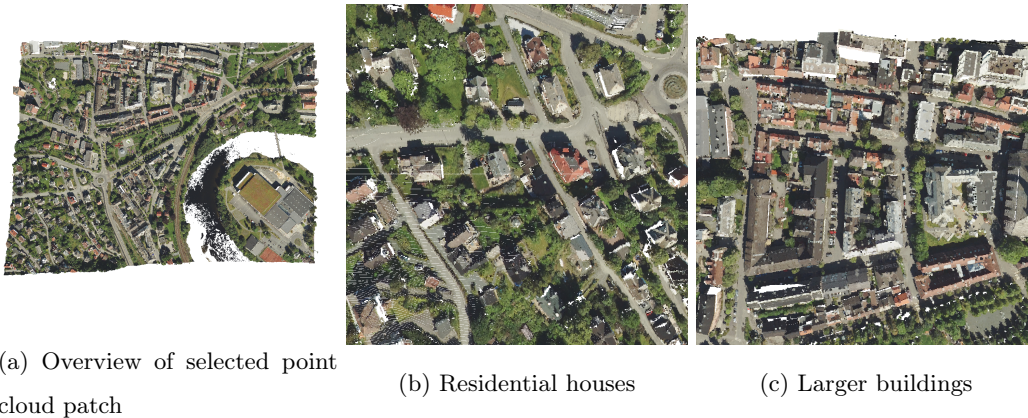 (a) Overview of selected point
cloud patch
(b) Residential houses
(c) Larger buildings